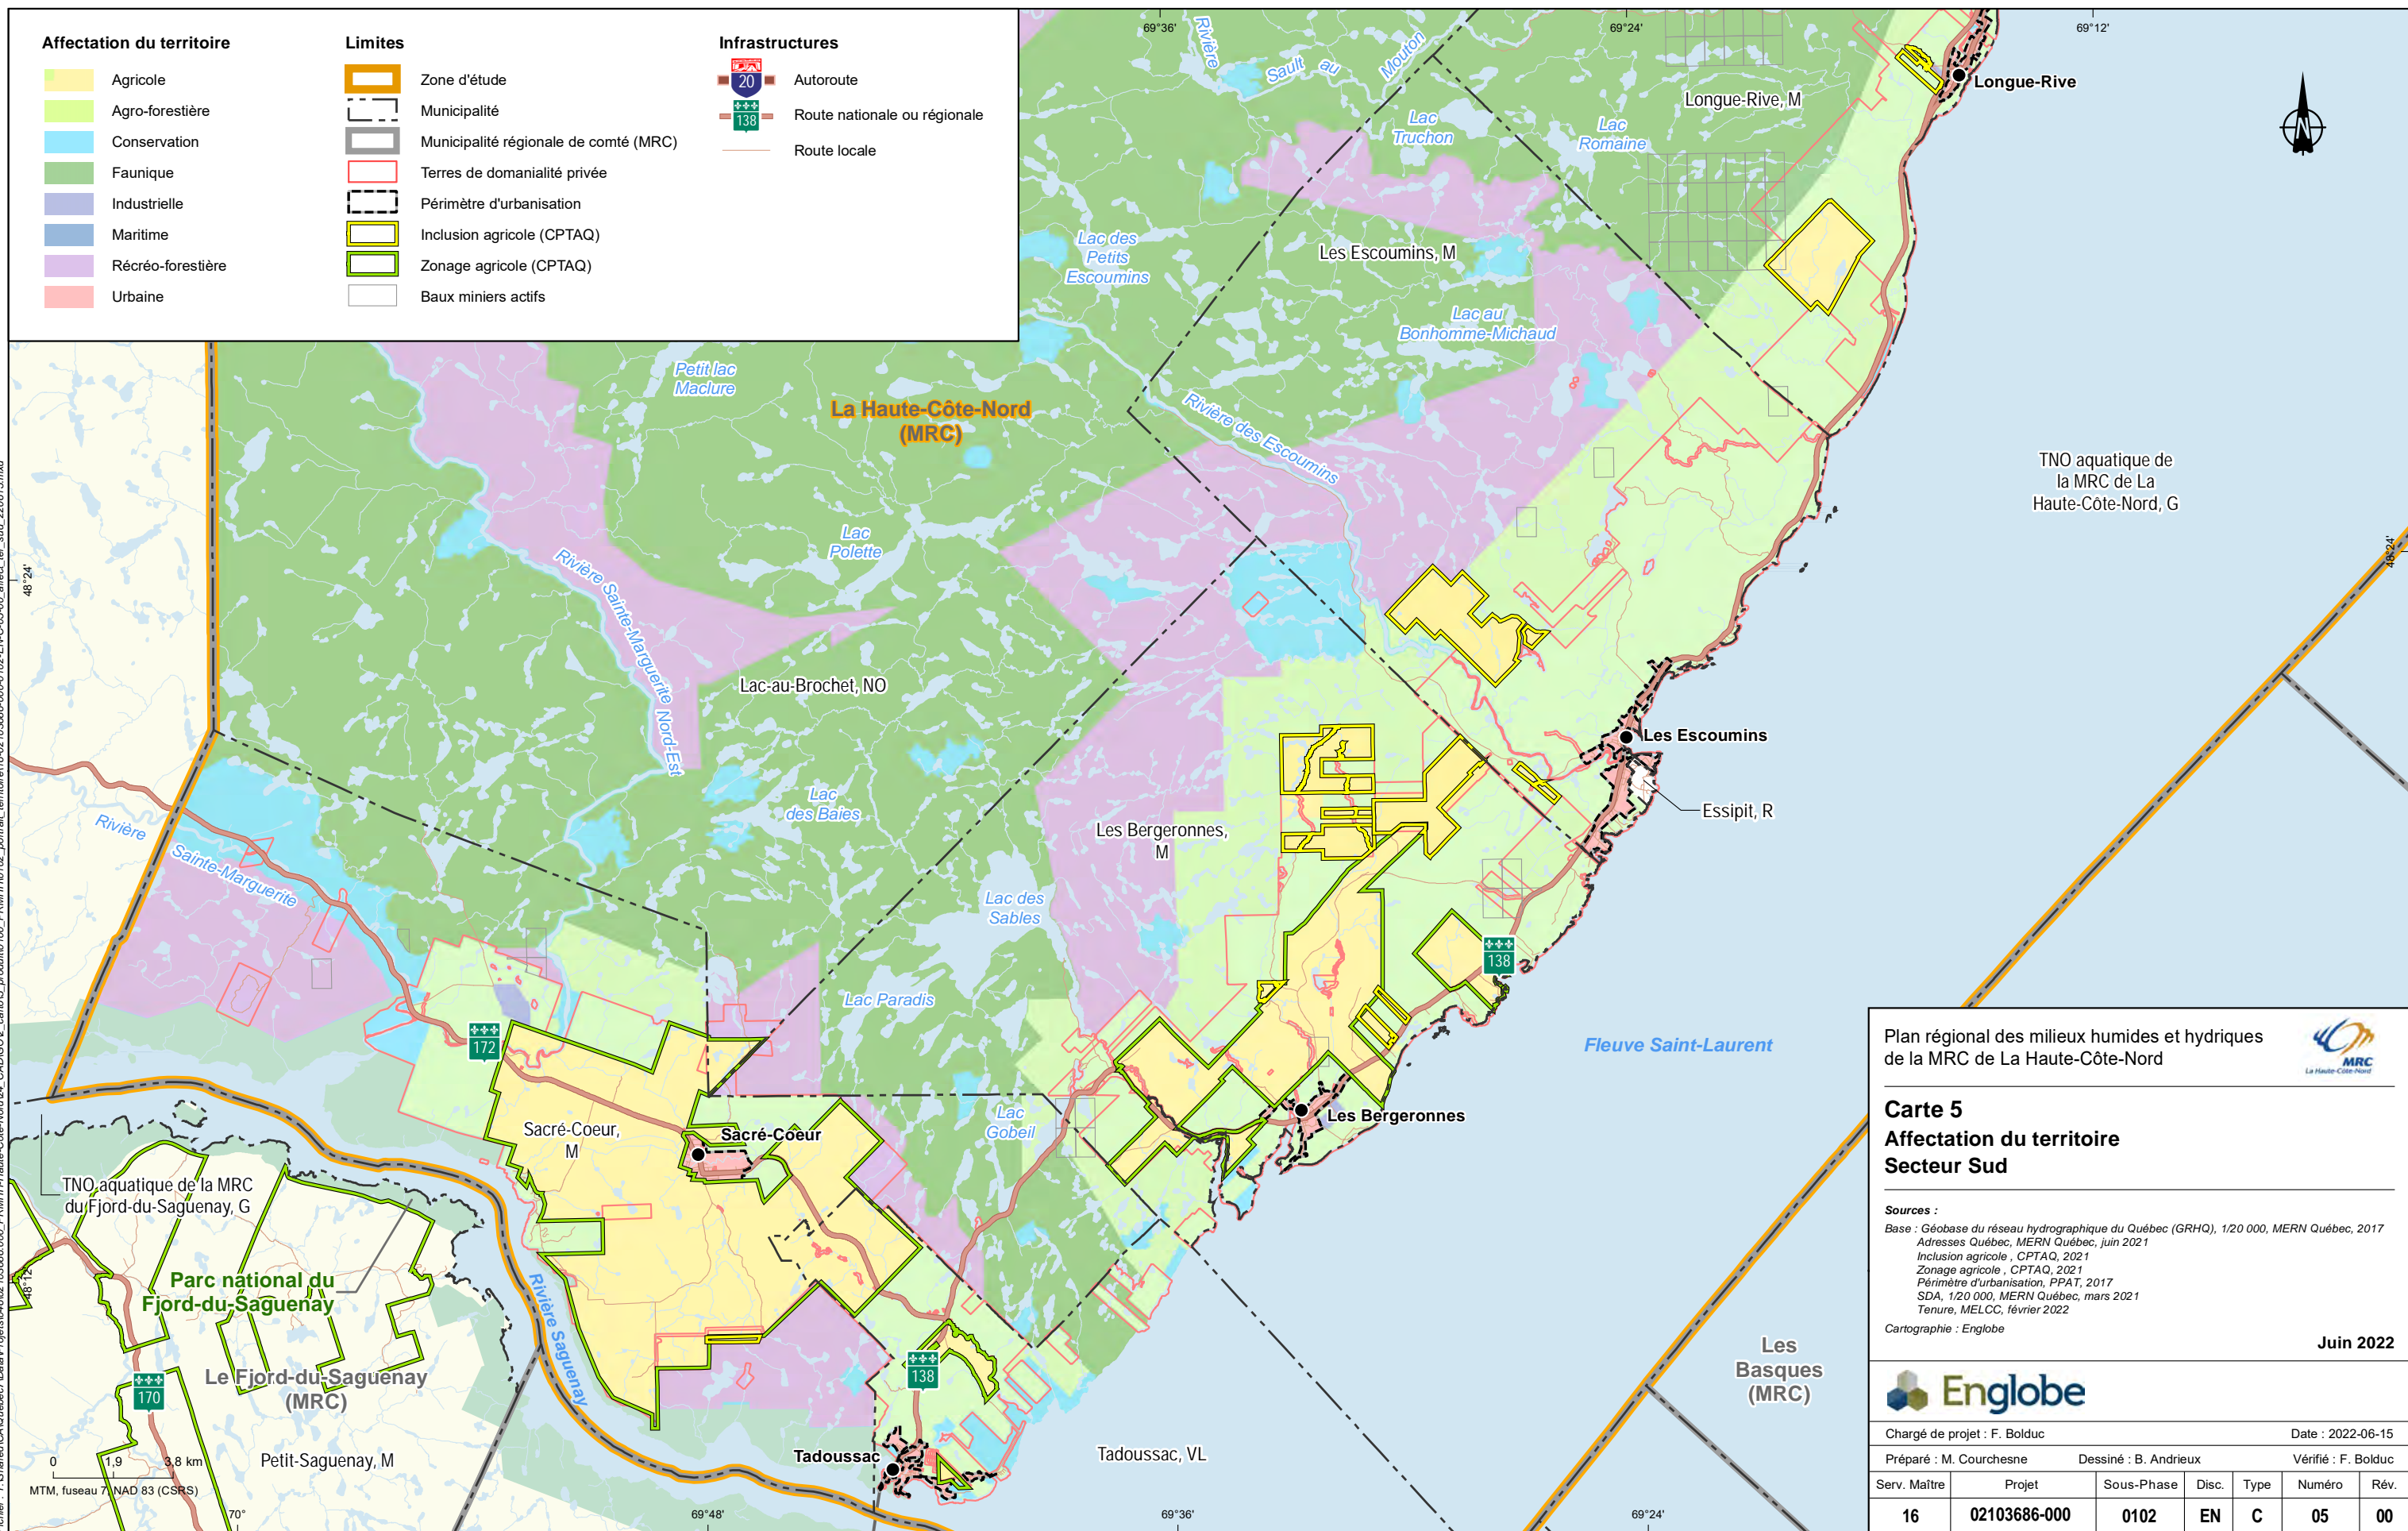 Affectation du territoire
Agricole
Agro-forestière
Conservation
Faunique
Industrielle
Maritime
Récréo-forestière
Urbaine
Limites
Zone d'étude
Municipalité
Municipalité régionale de comté (MRC)
Terres de domanialité privée
Périmètre d'urbanisation
Inclusion agricole (CPTAQ)
Zonage agricole (CPTAQ)
Baux miniers actifs
Infrastructures
20
Autoroute
138
Route nationale ou régionale
Route locale
69°36'
69°24'
69°12'
Rivière
Sault au
Mouton
Longue-Rive
Longue-Rive, M
Lac
Truchon
Lac
Romaine
N
Lac des
Petits
Escoumins
Les Escoumins, M
Lac au
Bonhomme-Michaud
Petit lac
Maclure
La Haute-Côte-Nord
(MRC)
Rivière des Escoumins
TNO aquatique de
la MRC de La
Haute-Côte-Nord, G
48°24'
48°24'
Lac
Polette
Rivière Sainte-Marguerite Nord-Est
Lac-au-Brochet, NO
Les Escoumins
Essipit, R
Lac
des Baies
Les Bergeronnes,
M
Rivière
Sainte-Marguerite
Lac des
Sables
138
Lac Paradis
172
Fleuve Saint-Laurent
Lac
Gobeil
Les Bergeronnes
Sacré-Coeur,
M
Sacré-Coeur
TNO aquatique de la MRC
du Fjord-du-Saguenay, G
48°12'
Parc national du
Fjord-du-Saguenay
Rivière Saguenay
Le Fjord-du-Saguenay
(MRC)
170
138
Les
Basques
(MRC)
Petit-Saguenay, M
Tadoussac
Tadoussac, VL
0 1,9 3,8 km
MTM, fuseau 7, NAD 83 (CSRS)
70°
69°48'
69°36'
69°24'
Plan régional des milieux humides et hydriques
de la MRC de La Haute-Côte-Nord
MRC
La Haute-Côte-Nord
Carte 5
Affectation du territoire
Secteur Sud
Sources :
Base : Géobase du réseau hydrographique du Québec (GRHQ), 1/20 000, MERN Québec, 2017
Adresses Québec, MERN Québec, juin 2021
Inclusion agricole , CPTAQ, 2021
Zonage agricole , CPTAQ, 2021
Périmètre d'urbanisation, PPAT, 2017
SDA, 1/20 000, MERN Québec, mars 2021
Tenure, MELCC, février 2022
Cartographie : Englobe
Juin 2022
Englobe
Chargé de projet : F. Bolduc Date : 2022-06-15
Préparé : M. Courchesne Dessiné : B. Andrieux Vérifié : F. Bolduc
Serv. Maître Projet Sous-Phase Disc. Type Numéro Rév.
16 02103686-000 0102 EN C 05 00